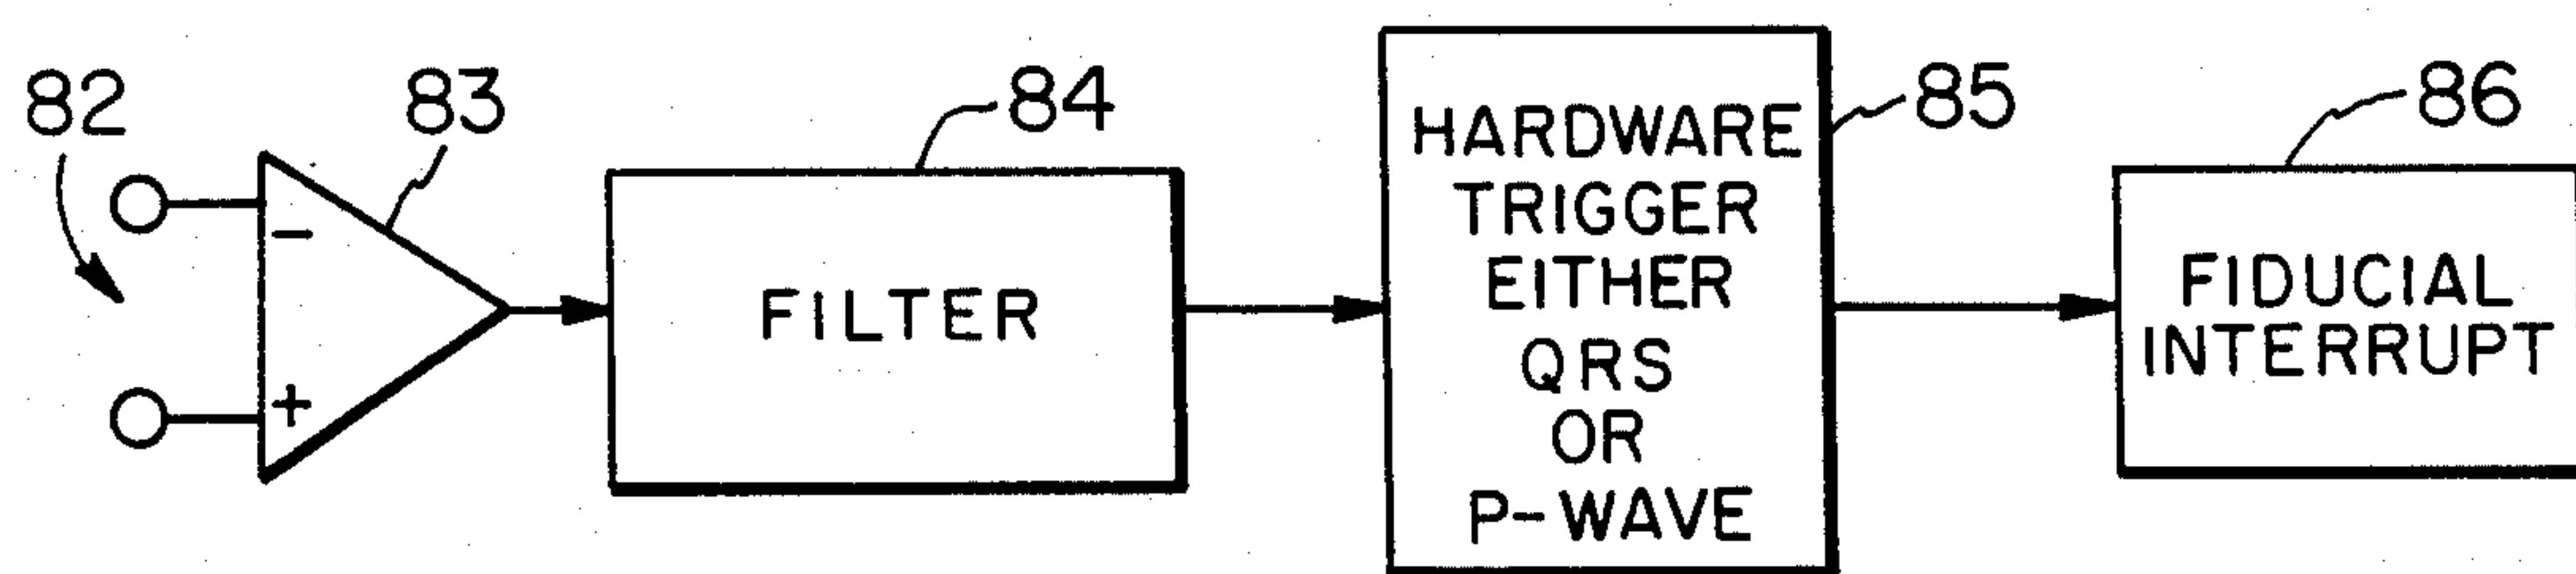 82
83
84
85
86
-
+
FILTER
HARDWARE
TRIGGER
EITHER
QRS
OR
P-WAVE
FIDUCIAL
INTERRUPT